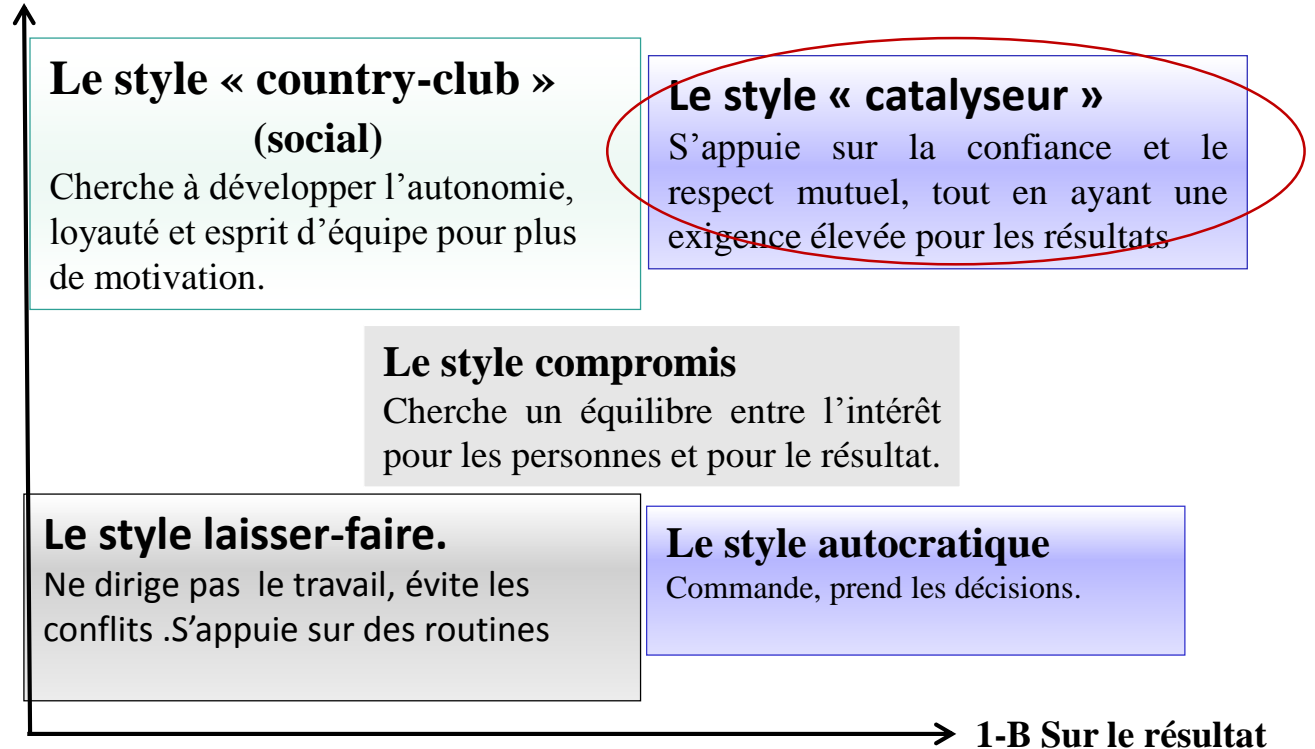 Le style « country-club »
(social)
Cherche à développer l’autonomie,
loyauté et esprit d’équipe pour plus
de motivation.
Le style « catalyseur »
S’appuie sur la confiance et le
respect mutuel, tout en ayant une
exigence élevée pour les résultats
Le style compromis
Cherche un équilibre entre l’intérêt
pour les personnes et pour le résultat.
Le style laisser-faire.
Ne dirige pas le travail, évite les
conflits .S’appuie sur des routines
Le style autocratique
Commande, prend les décisions.
1-B Sur le résultat